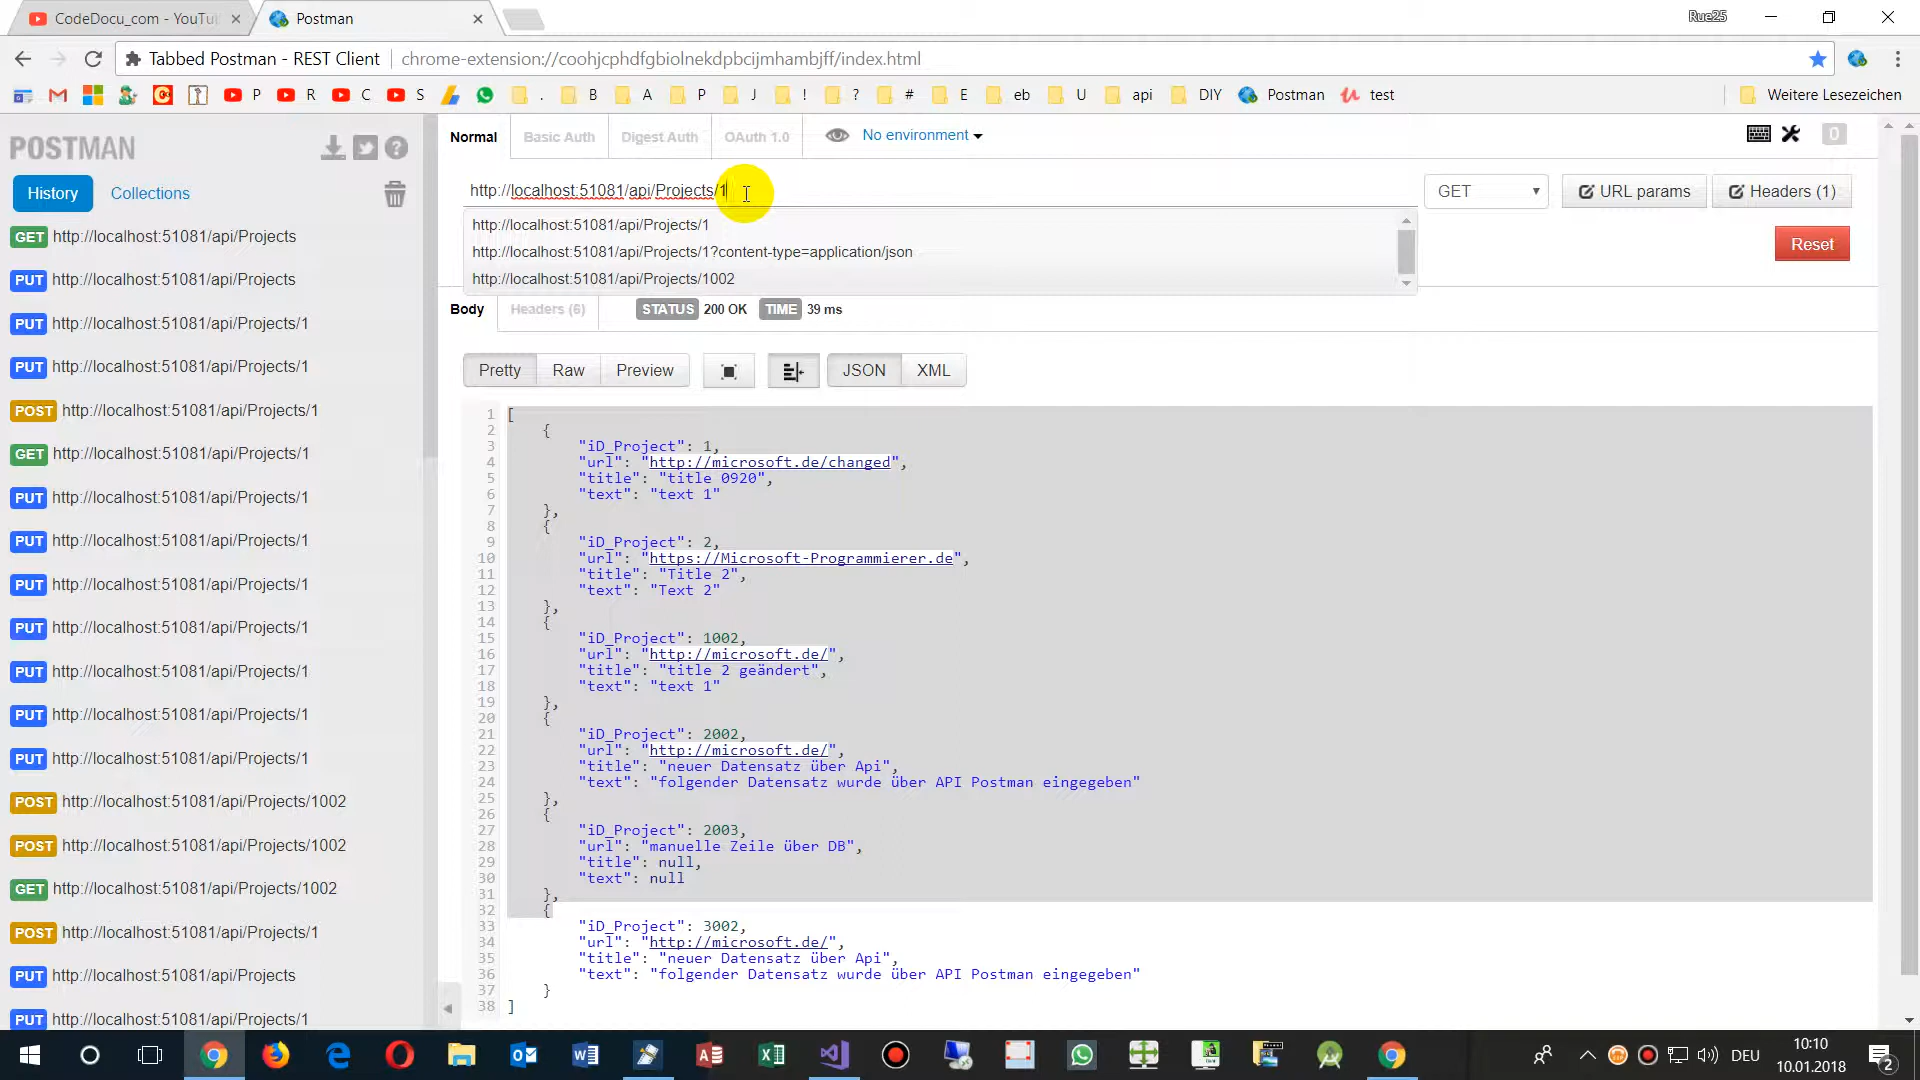 CodeDocu_com - YouTu
Postman
Rue25
Tabbed Postman - REST Client
chrome-extension://coohjcphdfgbiolnekdpbcijmhambjff/index.html
P R C S . B A P J ! ? # E eb U api DIY Postman test Weitere Lesezeichen
POSTMAN
History Collections
GET http://localhost:51081/api/Projects
PUT http://localhost:51081/api/Projects
PUT http://localhost:51081/api/Projects/1
PUT http://localhost:51081/api/Projects/1
POST http://localhost:51081/api/Projects/1
GET http://localhost:51081/api/Projects/1
PUT http://localhost:51081/api/Projects/1
PUT http://localhost:51081/api/Projects/1
PUT http://localhost:51081/api/Projects/1
PUT http://localhost:51081/api/Projects/1
PUT http://localhost:51081/api/Projects/1
PUT http://localhost:51081/api/Projects/1
PUT http://localhost:51081/api/Projects/1
POST http://localhost:51081/api/Projects/1002
POST http://localhost:51081/api/Projects/1002
GET http://localhost:51081/api/Projects/1002
POST http://localhost:51081/api/Projects/1
PUT http://localhost:51081/api/Projects
PUT http://localhost:51081/api/Projects/1
Normal Basic Auth Digest Auth OAuth 1.0 No environment 0
http://localhost:51081/api/Projects/1 GET URL params Headers (1)
http://localhost:51081/api/Projects/1
http://localhost:51081/api/Projects/1?content-type=application/json
http://localhost:51081/api/Projects/1002
Reset
Body Headers (6) STATUS 200 OK TIME 39 ms
Pretty Raw Preview JSON XML
1 [
2 {
3 "iD_Project": 1,
4 "url": "http://microsoft.de/changed",
5 "title": "title 0920",
6 "text": "text 1"
7 },
8 {
9 "iD_Project": 2,
10 "url": "https://Microsoft-Programmierer.de",
11 "title": "Title 2",
12 "text": "Text 2"
13 },
14 {
15 "iD_Project": 1002,
16 "url": "http://microsoft.de/",
17 "title": "title 2 geändert",
18 "text": "text 1"
19 },
20 {
21 "iD_Project": 2002,
22 "url": "http://microsoft.de/",
23 "title": "neuer Datensatz über Api",
24 "text": "folgender Datensatz wurde über API Postman eingegeben"
25 },
26 {
27 "iD_Project": 2003,
28 "url": "manuelle Zeile über DB",
29 "title": null,
30 "text": null
31 },
32 {
33 "iD_Project": 3002,
34 "url": "http://microsoft.de/",
35 "title": "neuer Datensatz über Api",
36 "text": "folgender Datensatz wurde über API Postman eingegeben"
37 }
38 ]
DEU
10:10
10.01.2018
2